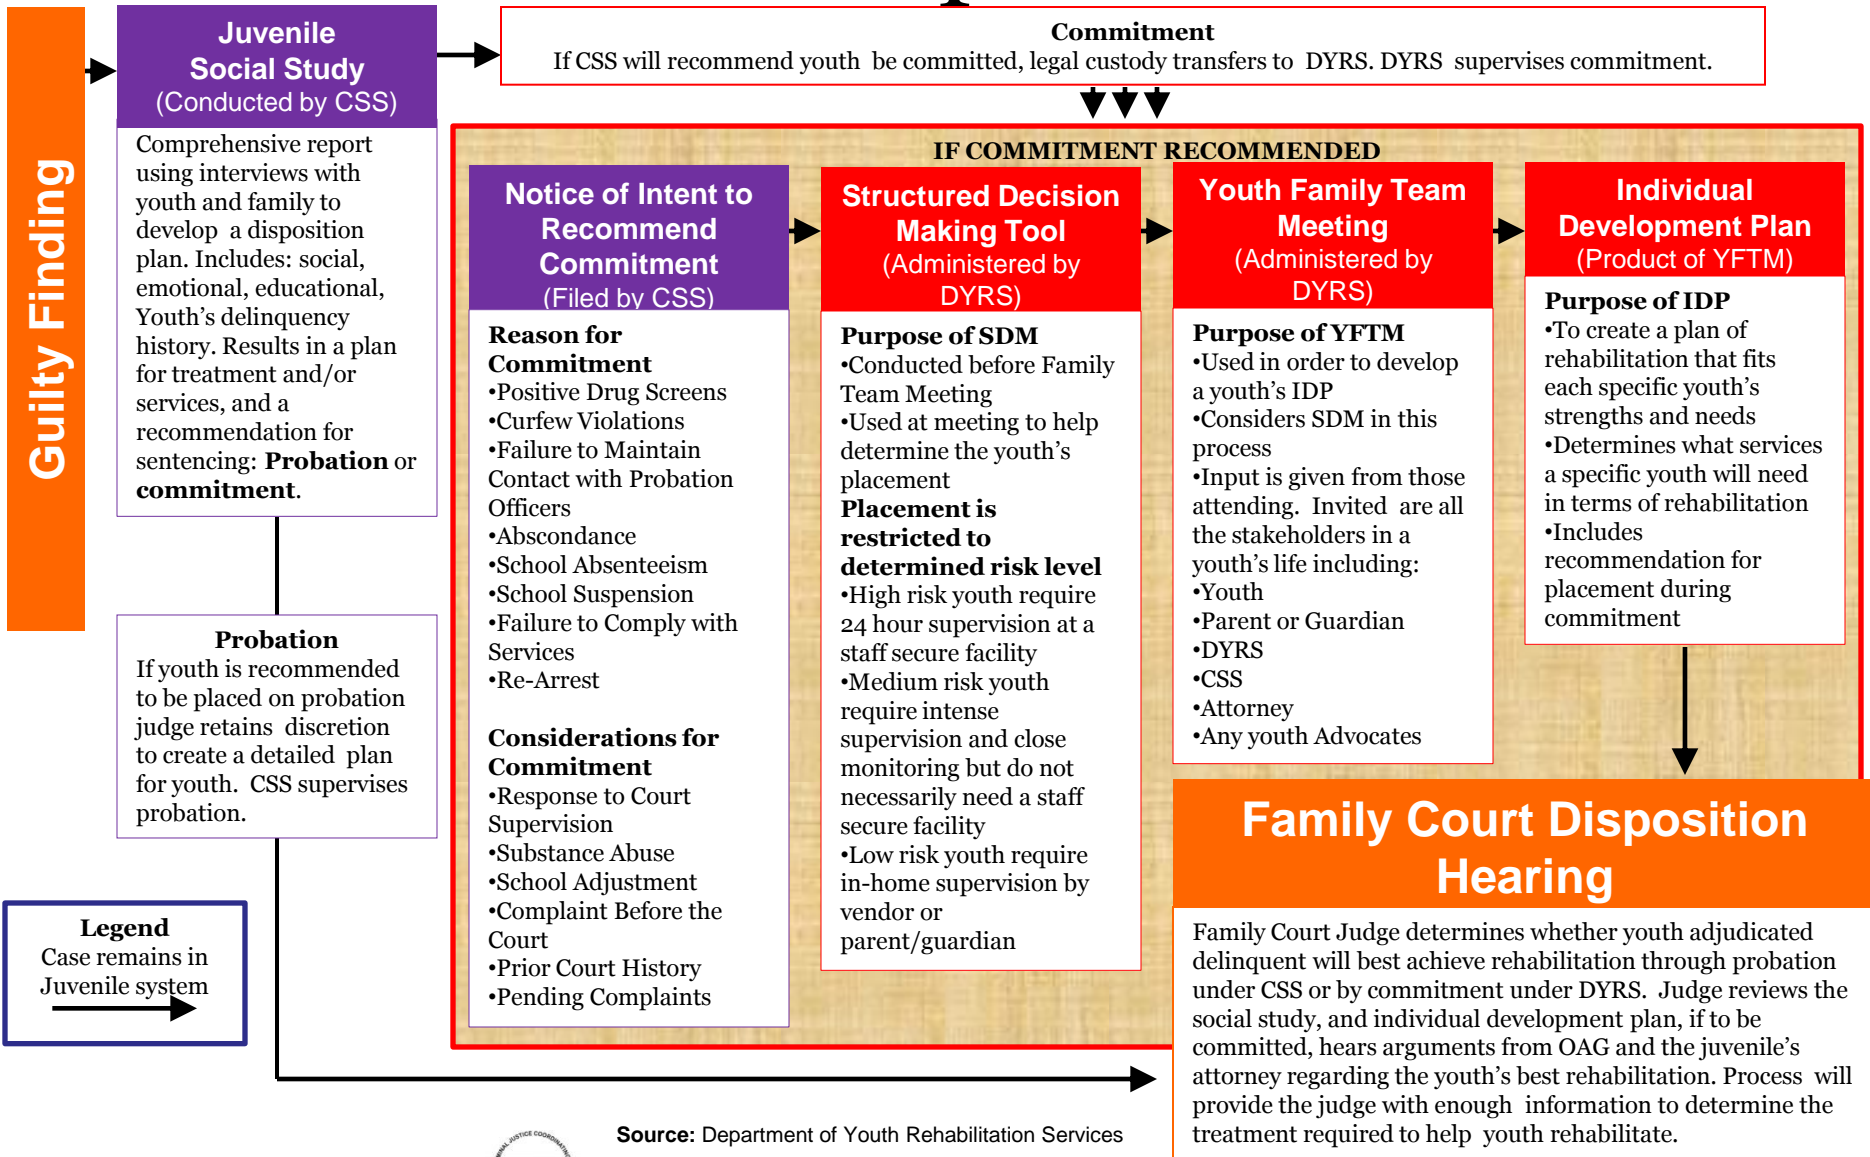 Guilty Finding
Juvenile
Social Study
(Conducted by CSS)
Comprehensive report
using interviews with
youth and family to
develop a disposition
plan. Includes: social,
emotional, educational,
Youth's delinquency
history. Results in a plan
for treatment and/or
services, and a
recommendation for
sentencing: Probation or
commitment.
Probation
If youth is recommended
to be placed on probation
judge retains discretion
to create a detailed plan
for youth. CSS supervises
probation.
Legend
Case remains in
Juvenile system
Commitment
If CSS will recommend youth be committed, legal custody transfers to DYRS. DYRS supervises commitment.
IF COMMITMENT RECOMMENDED
Notice of Intent to
Recommend
Commitment
(Filed by CSS)
Reason for
Commitment
•Positive Drug Screens
•Curfew Violations
•Failure to Maintain
Contact with Probation
Officers
•Abscondance
•School Absenteeism
•School Suspension
•Failure to Comply with
Services
•Re-Arrest
Considerations for
Commitment
•Response to Court
Supervision
•Substance Abuse
•School Adjustment
•Complaint Before the
Court
•Prior Court History
•Pending Complaints
Structured Decision
Making Tool
(Administered by
DYRS)
Purpose of SDM
•Conducted before Family
Team Meeting
•Used at meeting to help
determine the youth's
placement
Placement is
restricted to
determined risk level
•High risk youth require
24 hour supervision at a
staff secure facility
•Medium risk youth
require intense
supervision and close
monitoring but do not
necessarily need a staff
secure facility
•Low risk youth require
in-home supervision by
vendor or
parent/guardian
Youth Family Team
Meeting
(Administered by
DYRS)
Purpose of YFTM
•Used in order to develop
a youth's IDP
•Considers SDM in this
process
•Input is given from those
attending. Invited are all
the stakeholders in a
youth's life including:
•Youth
•Parent or Guardian
•DYRS
•CSS
•Attorney
•Any youth Advocates
Individual
Development Plan
(Product of YFTM)
Purpose of IDP
•To create a plan of
rehabilitation that fits
each specific youth's
strengths and needs
•Determines what services
a specific youth will need
in terms of rehabilitation
•Includes
recommendation for
placement during
commitment
Family Court Disposition
Hearing
Family Court Judge determines whether youth adjudicated
delinquent will best achieve rehabilitation through probation
under CSS or by commitment under DYRS. Judge reviews the
social study, and individual development plan, if to be
committed, hears arguments from OAG and the juvenile's
attorney regarding the youth's best rehabilitation. Process will
provide the judge with enough information to determine the
treatment required to help youth rehabilitate.
JUSTICE
Source: Department of Youth Rehabilitation Services